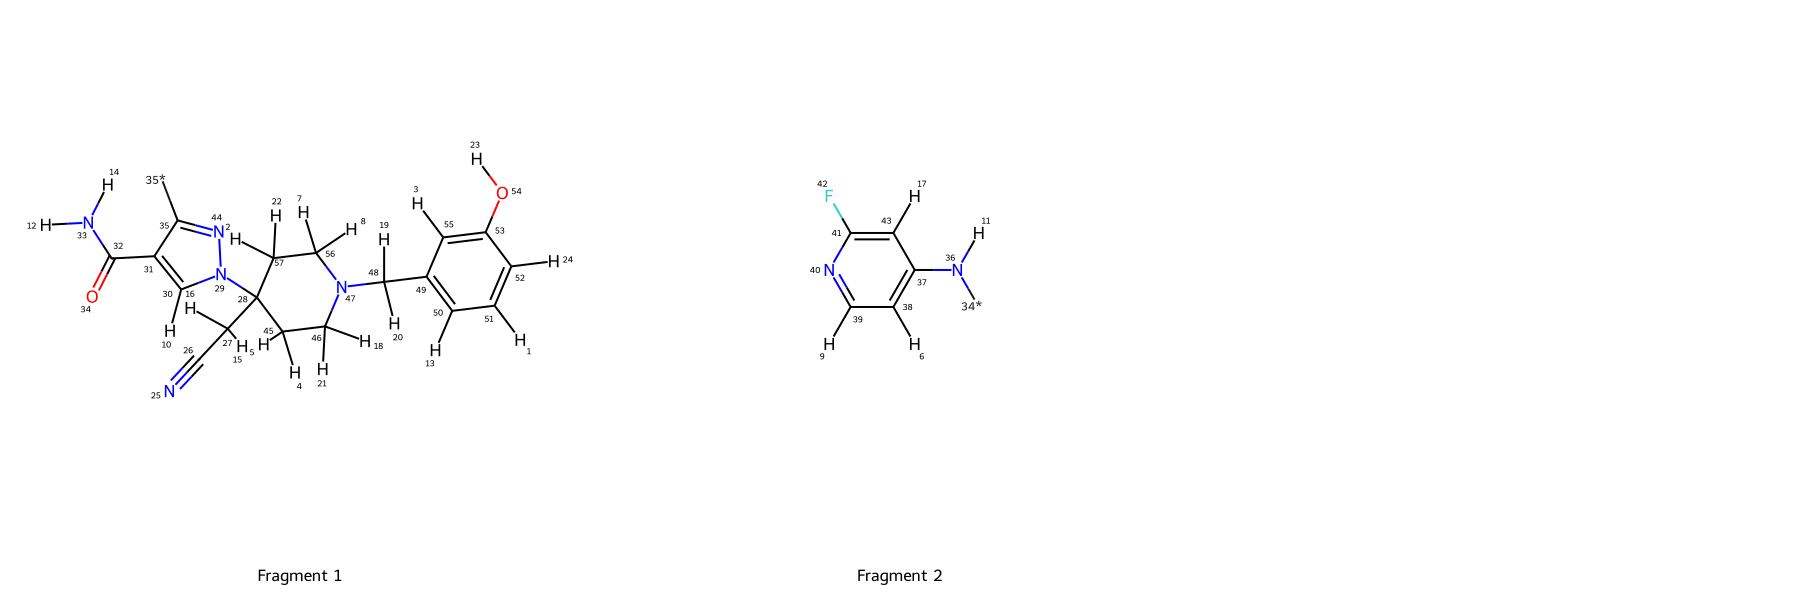 23
H
14
H
35*
3
H
O 54
42
F
17
H
22
H
7
H
8
H
19
H
44
N 2
H
35
55
53
43
11
H
12 H
N
33
32
57
56
48
H 24
52
41
36
N
31
N
29
N
47
49
40 N
37
34*
30
16
28
O
34
H
50
51
39
38
H
10
27
45
46
H
20
H
15
5
H
H
18
H
13
H
1
H
9
H
6
26
H
4
H
21
25 N
Fragment 1
Fragment 2